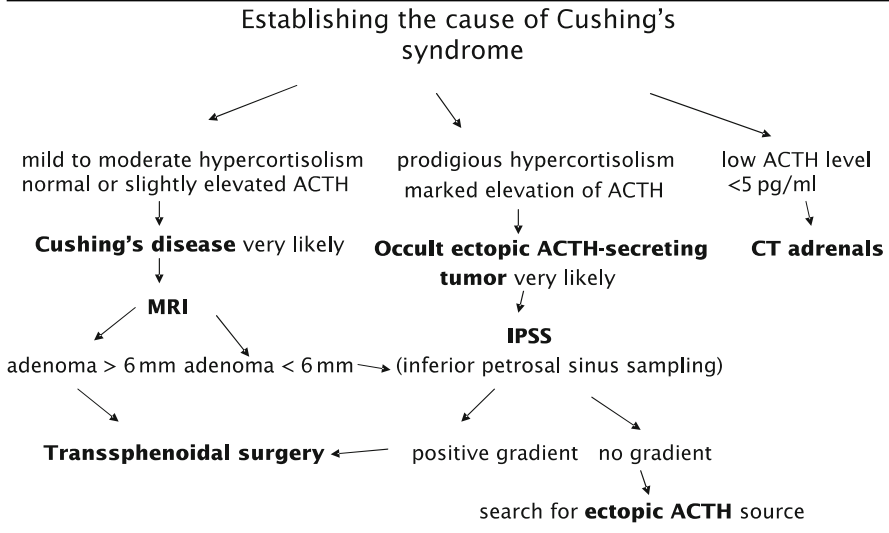 Establishing the cause of Cushing's
syndrome
mild to moderate hypercortisolism
normal or slightly elevated ACTH
prodigious hypercortisolism
marked elevation of ACTH
low ACTH level
<5 pg/ml
Cushing's disease very likely
Occult ectopic ACTH-secreting
tumor very likely
CT adrenals
MRI
IPSS
adenoma > 6 mm adenoma < 6 mm
(inferior petrosal sinus sampling)
Transsphenoidal surgery
positive gradient
no gradient
search for ectopic ACTH source